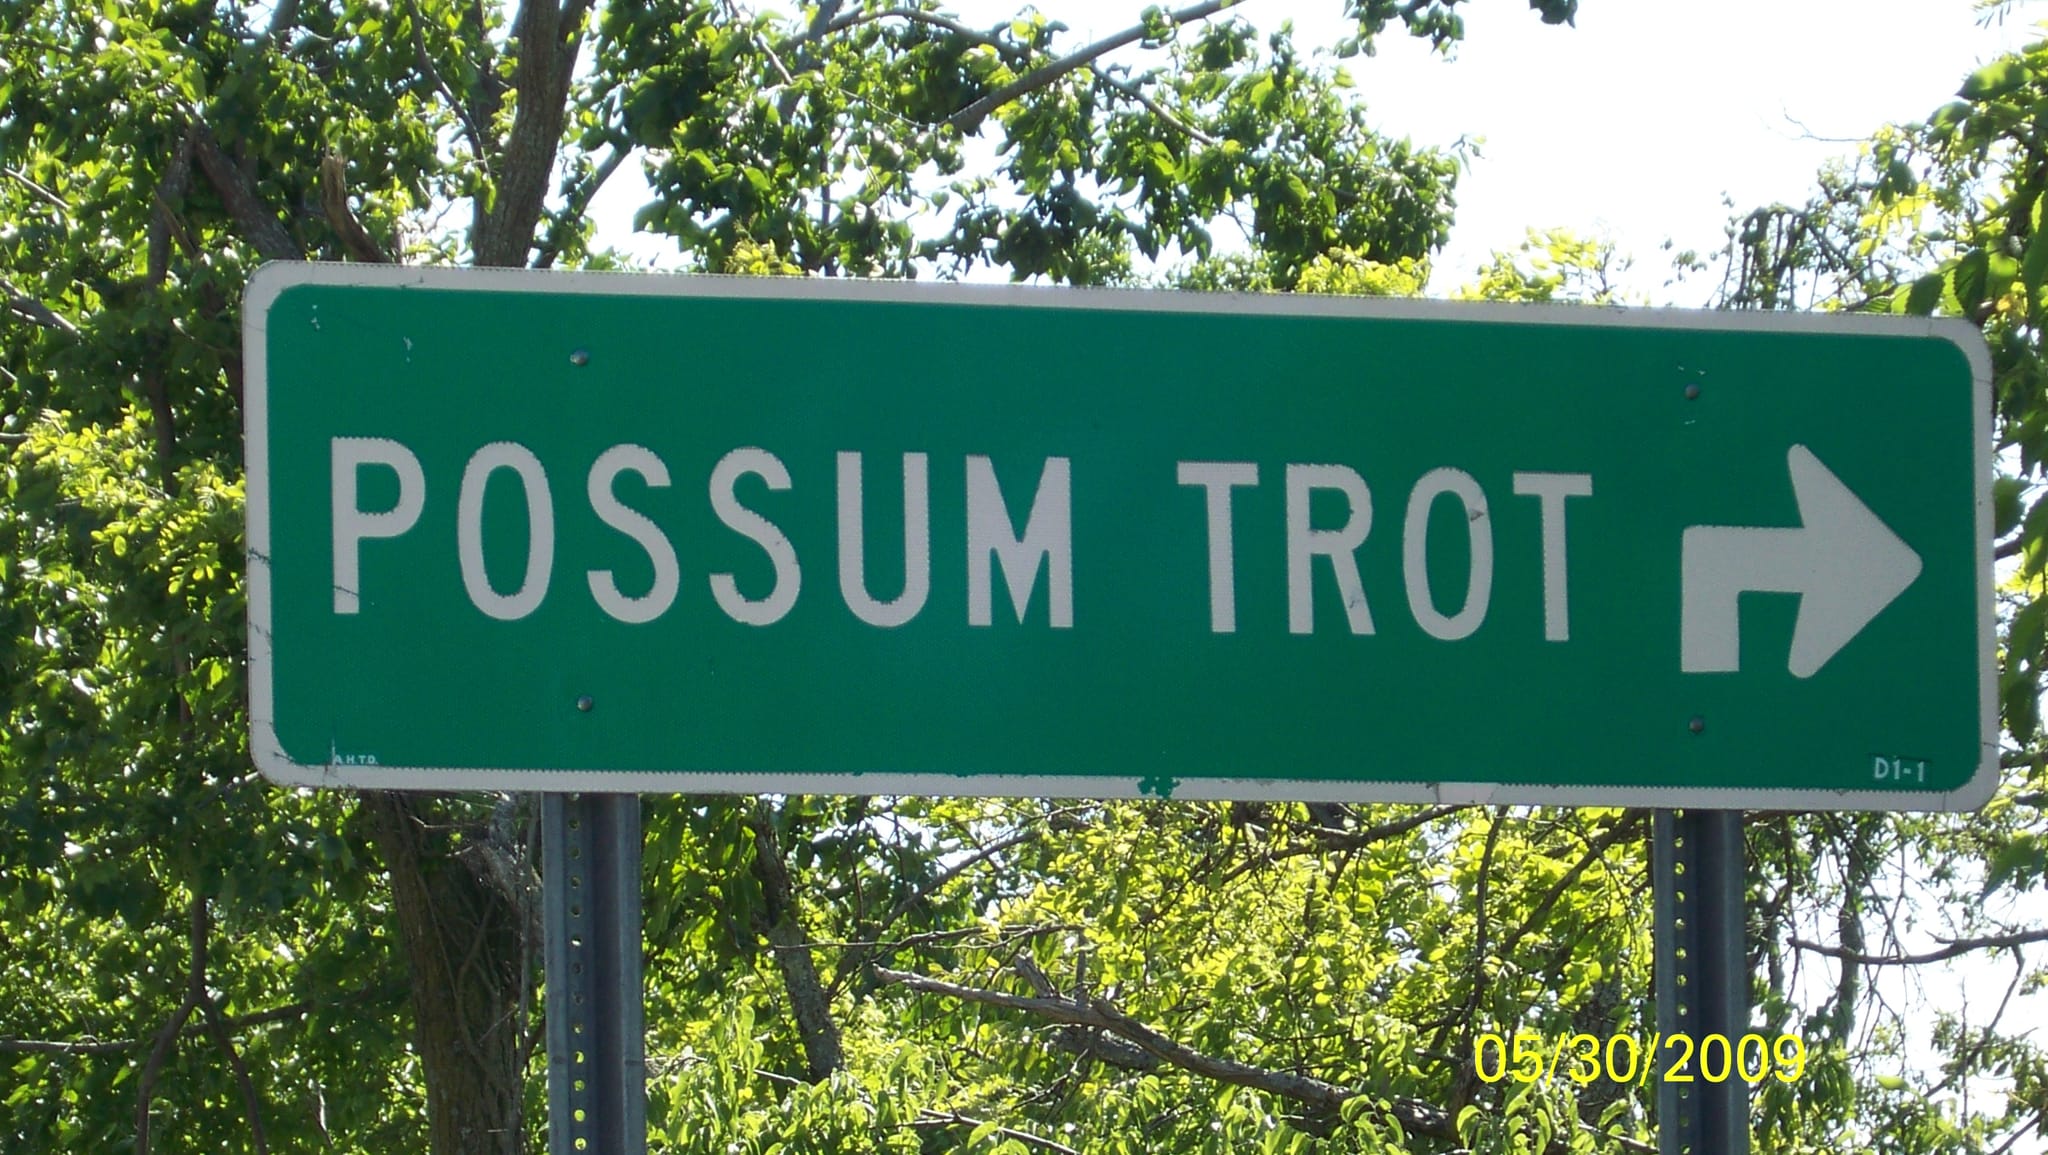 POSSUM TROT
A.H.T.D.
D1-1
05/30/2009